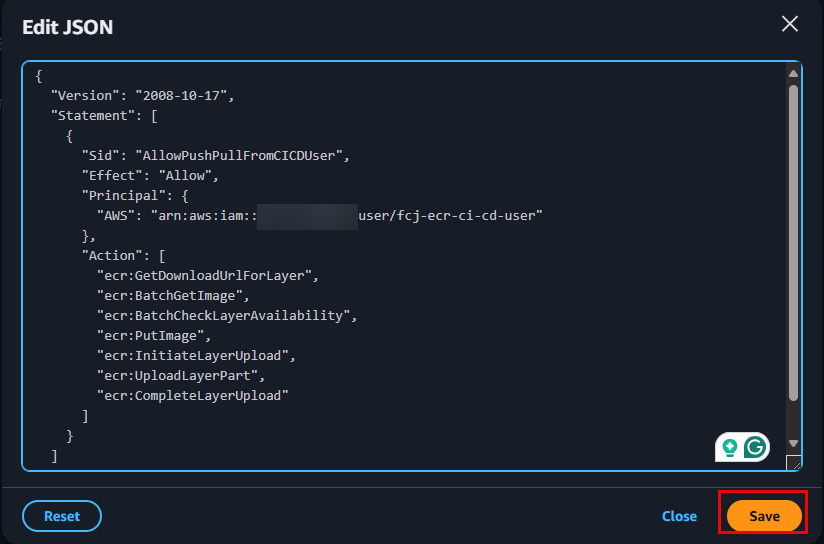 Edit JSON
{
"Version": "2008-10-17",
"Statement": [
{
"Sid": "AllowPushPullFromCICDUser",
"Effect": "Allow",
"Principal": {
"AWS": "arn:aws:iam:: user/fcj-ecr-ci-cd-user"
},
"Action": [
"ecr:GetDownloadUrlForLayer",
"ecr:BatchGetImage",
"ecr:BatchCheckLayerAvailability",
"ecr:PutImage",
"ecr:InitiateLayerUpload",
"ecr:UploadLayerPart",
"ecr:CompleteLayerUpload"
]
}
]
Reset Close Save